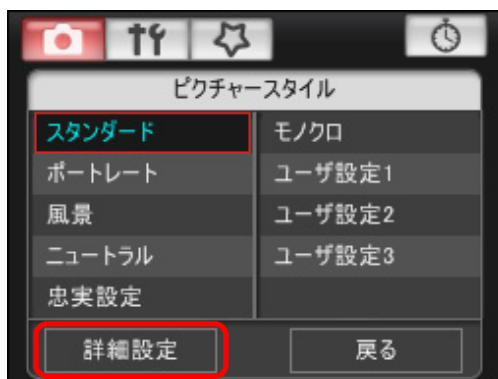 ピクチャースタイル
スタンダード
ポートレート
風景
ニュートラル
忠実設定
モノクロ
ユーザ設定1
ユーザ設定2
ユーザ設定3
詳細設定
戻る